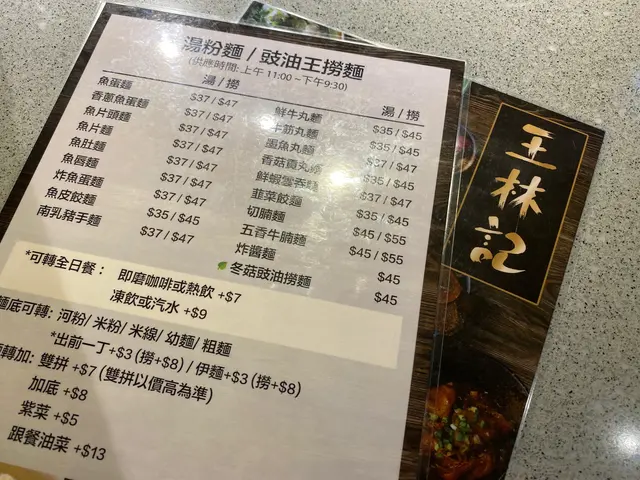 湯粉麵 / 豉油王撈麵
(供應時間: 上午 11:00 ~ 下午9:30)
湯 / 撈
魚蛋麵 $37 / $47
香蔥魚蛋麵 $37 / $47
魚片頭麵 $37 / $47
魚片麵 $37 / $47
魚肚麵 $37 / $47
魚唇麵 $37 / $47
炸魚蛋麵 $37 / $47
魚皮餃麵 $35 / $45
南乳豬手麵 $37 / $47
湯 / 撈
鮮牛丸麵 $35 / $45
牛筋丸麵 $35 / $45
墨魚丸麵 $35 / $45
香菇貢丸麵 $37 / $47
鮮蝦雲吞麵 $37 / $47
韮菜餃麵 $35 / $45
切腩麵 $45 / $55
五香牛腩麵 $45 / $55
炸醬麵 $45
冬菇豉油撈麵 $45
*可轉全日餐： 即磨咖啡或熱飲 +$7
凍飲或汽水 +$9
麵底可轉: 河粉/ 米粉/ 米線/ 幼麵/ 粗麵
*出前一丁+$3 (撈+$8) / 伊麵+$3 (撈+$8)
轉加: 雙拼 +$7 (雙拼以價高為準)
加底 +$8
紫菜 +$5
跟餐油菜 +$13
王林記